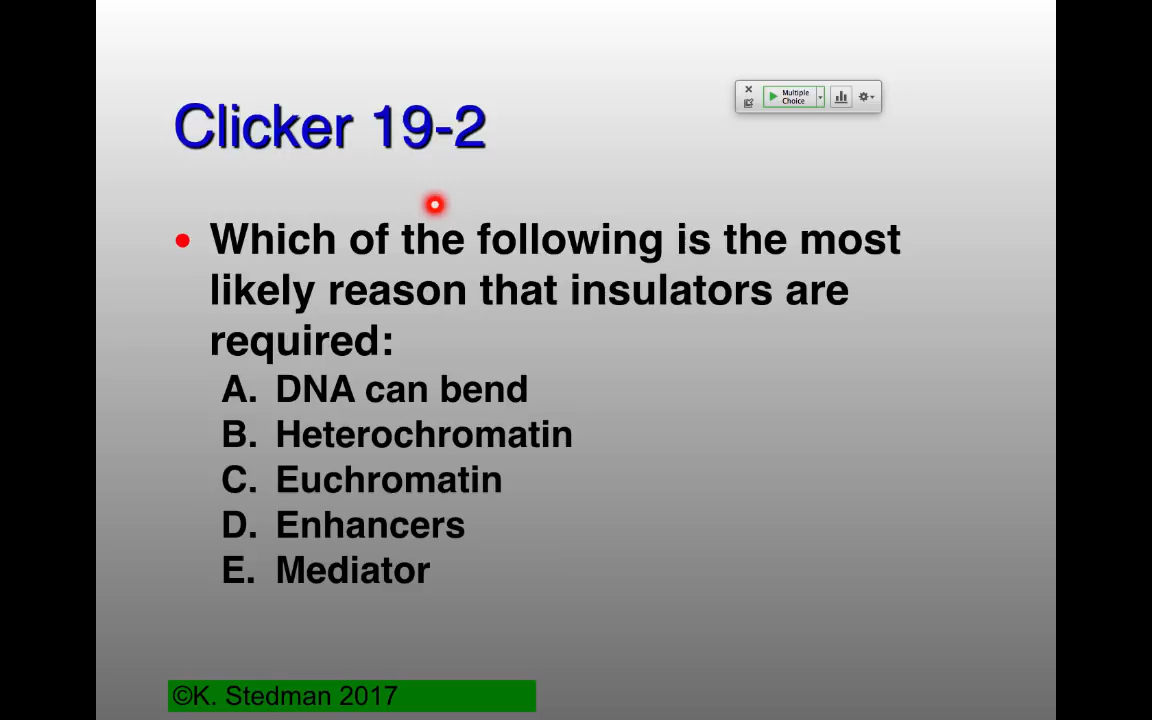 Multiple
Choice
Clicker 19-2
• Which of the following is the most
likely reason that insulators are
required:
A. DNA can bend
B. Heterochromatin
C. Euchromatin
D. Enhancers
E. Mediator
©K. Stedman 2017